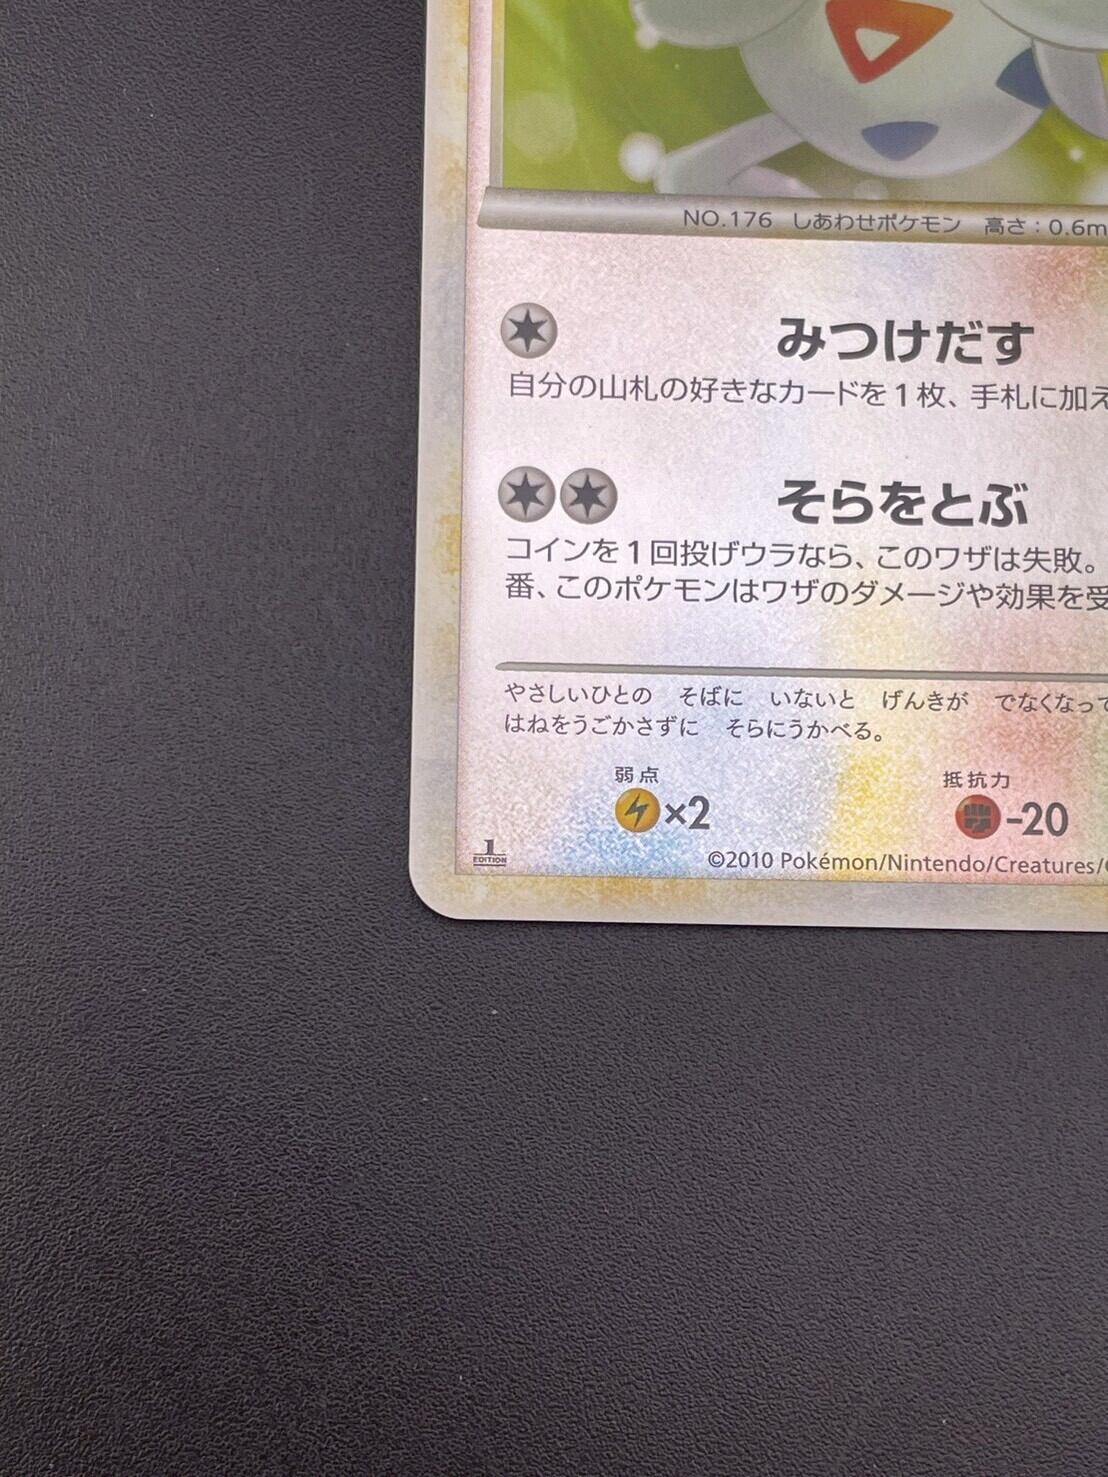 NO.176 しあわせポケモン 高さ：0.6m
みつけだす
自分の山札の好きなカードを1枚、手札に加え
そらをとぶ
コインを1回投げウラなら、このワザは失敗。
番、このポケモンはワザのダメージや効果を受
やさしいひとの そばに いないと げんきが でなくなって
はねをうごかさずに そらにうかべる。
弱点 抵抗力
×2 -20
1 EDITION
©2010 Pokémon/Nintendo/Creatures/